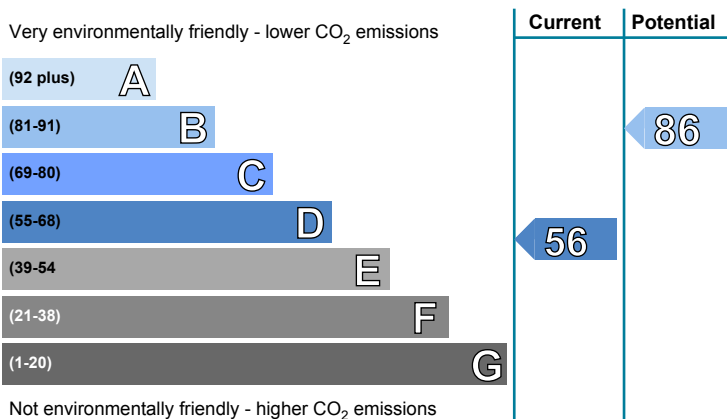 Very environmentally friendly - lower CO2 emissions
Current
Potential
(92 plus) A
(81-91) B
86
(69-80) C
(55-68) D
56
(39-54 E
(21-38) F
(1-20) G
Not environmentally friendly - higher CO2 emissions